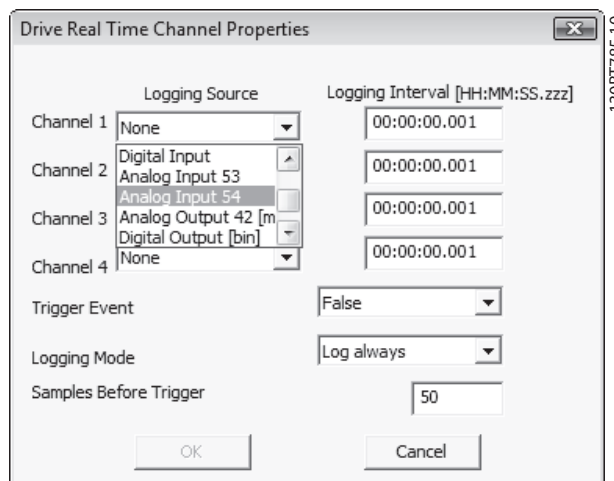 Drive Real Time Channel Properties
Logging Source
Logging Interval [HH:MM:SS.zzz]
Channel 1
None
00:00:00.001
Digital Input
Analog Input 53
Channel 2
00:00:00.001
Analog Input 54
Channel 3
Analog Output 42 [m
00:00:00.001
Digital Output [bin]
Channel 4
None
00:00:00.001
Trigger Event
False
Logging Mode
Log always
Samples Before Trigger
50
OK
Cancel